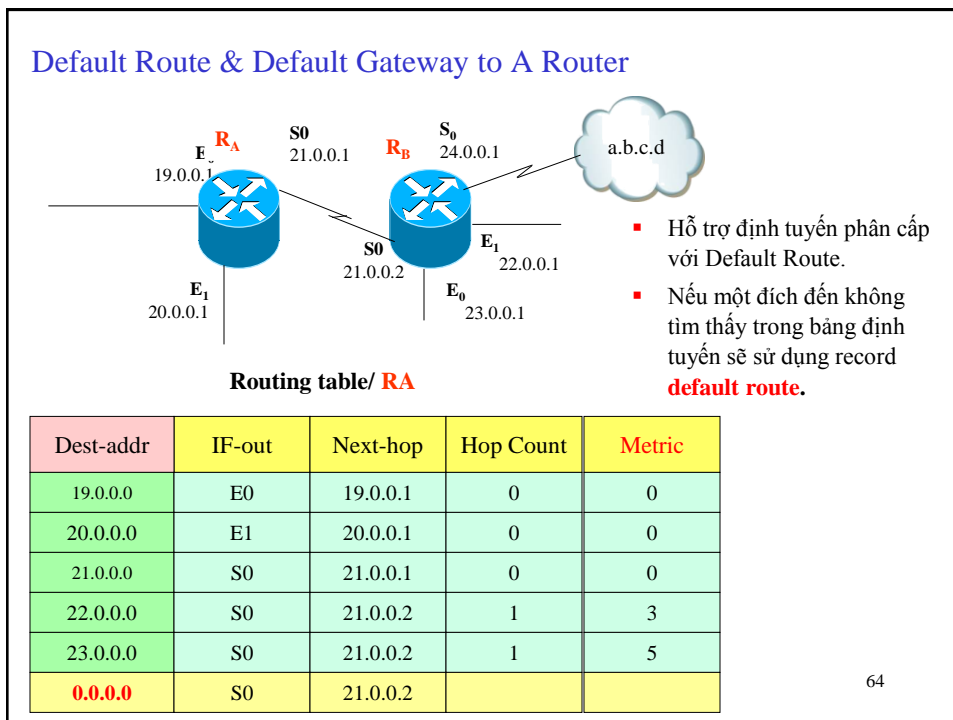 Default Route & Default Gateway to A Router
E₀
R_A
19.0.0.1
S0
21.0.0.1
R_B
S₀
24.0.0.1
a.b.c.d
S0
21.0.0.2
E₁
22.0.0.1
E₁
20.0.0.1
E₀
23.0.0.1
Hỗ trợ định tuyến phân cấp
với Default Route.
Nếu một đích đến không
tìm thấy trong bảng định
tuyến sẽ sử dụng record
default route.
Routing table/ RA
Dest-addr IF-out Next-hop Hop Count Metric
19.0.0.0 E0 19.0.0.1 0 0
20.0.0.0 E1 20.0.0.1 0 0
21.0.0.0 S0 21.0.0.1 0 0
22.0.0.0 S0 21.0.0.2 1 3
23.0.0.0 S0 21.0.0.2 1 5
0.0.0.0 S0 21.0.0.2
64